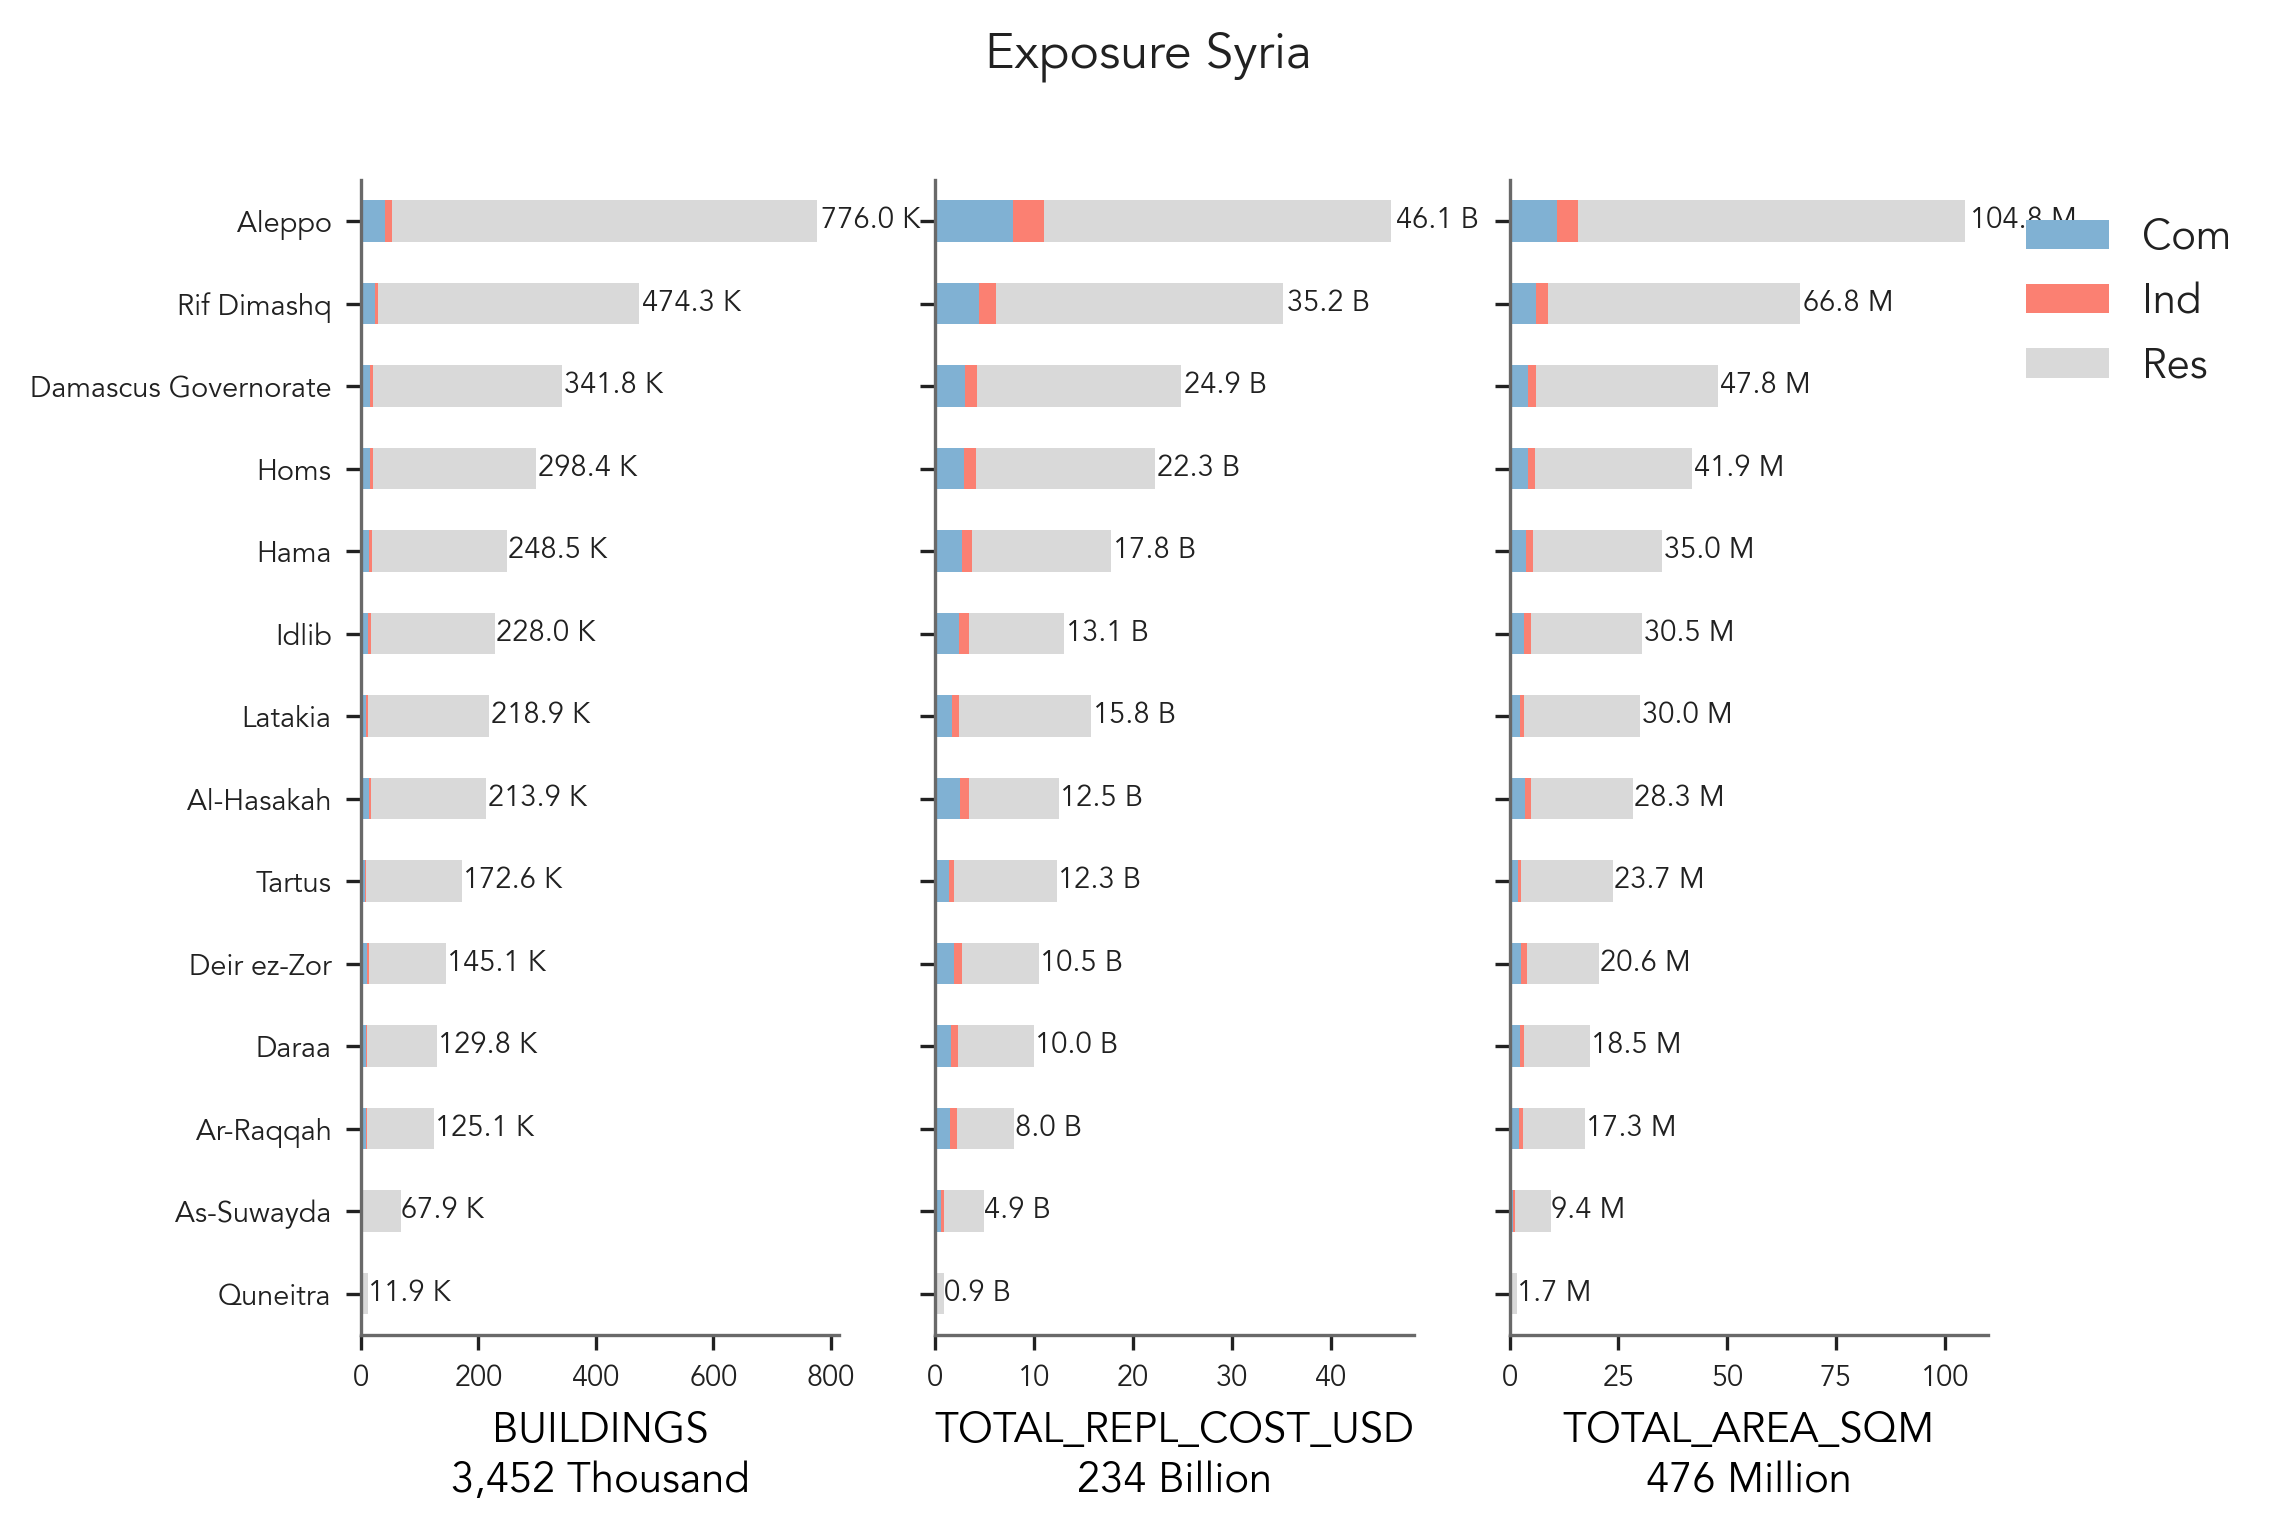 Exposure Syria
Aleppo 776.0 K 46.1 B 104.8 M
Rif Dimashq 474.3 K 35.2 B 66.8 M
Damascus Governorate 341.8 K 24.9 B 47.8 M
Homs 298.4 K 22.3 B 41.9 M
Hama 248.5 K 17.8 B 35.0 M
Idlib 228.0 K 13.1 B 30.5 M
Latakia 218.9 K 15.8 B 30.0 M
Al-Hasakah 213.9 K 12.5 B 28.3 M
Tartus 172.6 K 12.3 B 23.7 M
Deir ez-Zor 145.1 K 10.5 B 20.6 M
Daraa 129.8 K 10.0 B 18.5 M
Ar-Raqqah 125.1 K 8.0 B 17.3 M
As-Suwayda 67.9 K 4.9 B 9.4 M
Quneitra 11.9 K 0.9 B 1.7 M
Com
Ind
Res
0 200 400 600 800
BUILDINGS
3,452 Thousand
0 10 20 30 40
TOTAL_REPL_COST_USD
234 Billion
0 25 50 75 100
TOTAL_AREA_SQM
476 Million